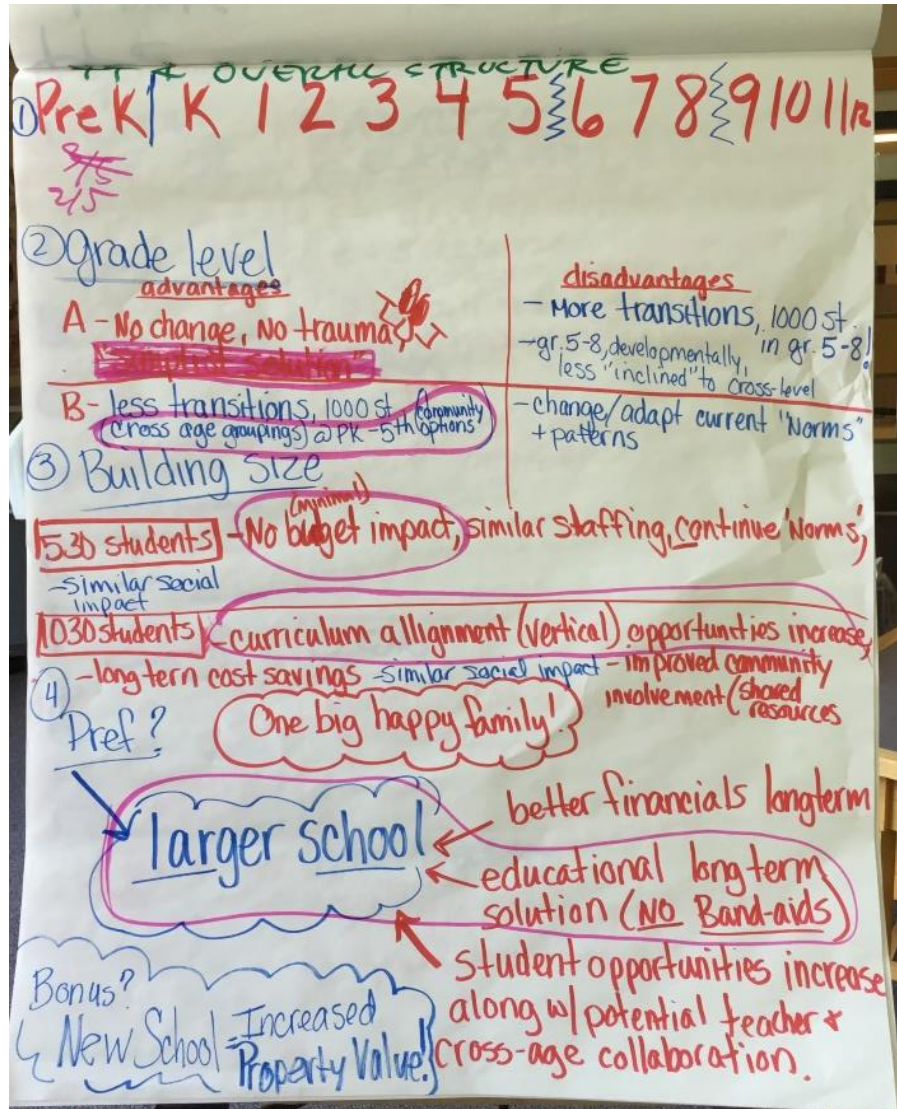 OVERALL STRUCTURE
① Pre K K 1 2 3 4 5 6 7 8 9 10 11 12
2/5
② Grade level
advantages
A - No change, No trauma
B - less transitions, 1000 st, community options
(cross age groupings) @ PK - 5th
disadvantages
- More transitions, 1000 st. in gr. 5-8!
- gr. 5-8, developmentally,
less "inclined" to cross-level
- change/adapt current "Norms"
+ patterns
③ Building Size
530 students - No (minimal) budget impact, similar staffing, continue 'Norms',
- similar social
impact
1030 students - curriculum allignment (vertical) opportunties increase,
- long term cost savings - similar social impact - improved community
involvement (shared
resources
④ Pref?
One big happy family!
larger school
better financials longterm
educational long term
solution (NO Band-aids)
student opportunities increase
along w/ potential teacher &
cross-age collaboration.
Bonus?
New School = Increased
Property Value!